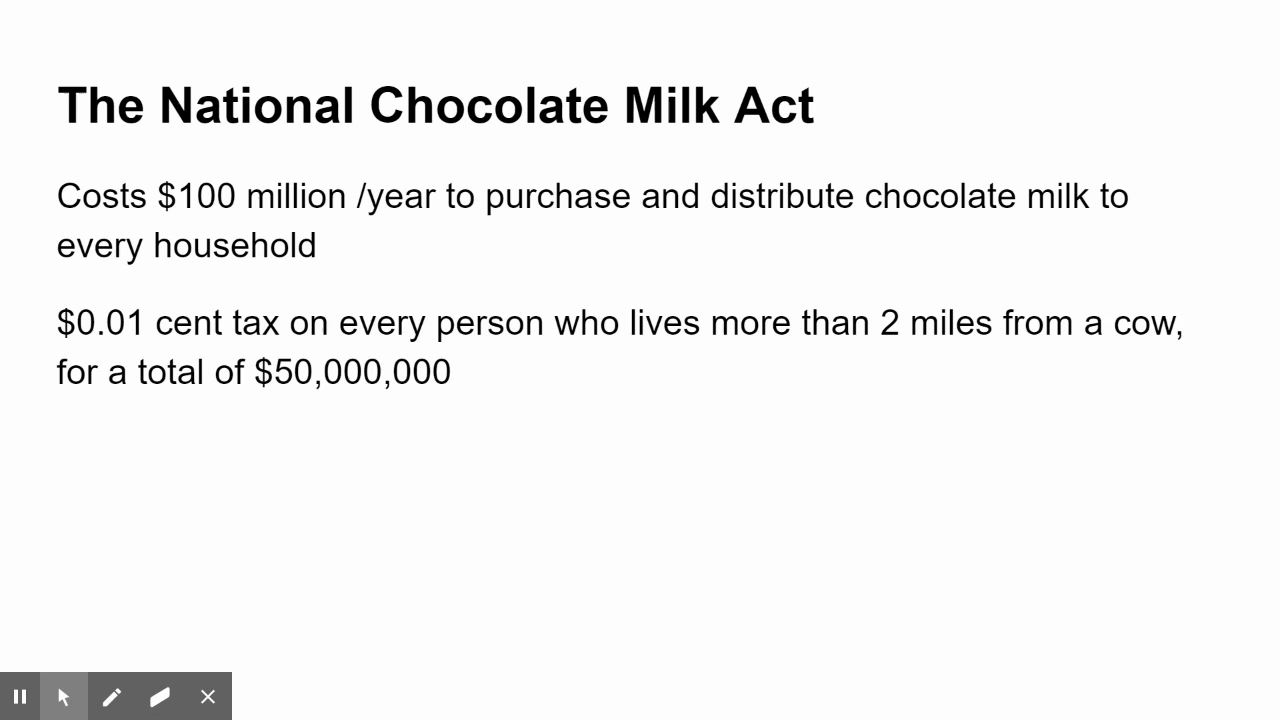 The National Chocolate Milk Act
Costs $100 million /year to purchase and distribute chocolate milk to
every household
$0.01 cent tax on every person who lives more than 2 miles from a cow,
for a total of $50,000,000